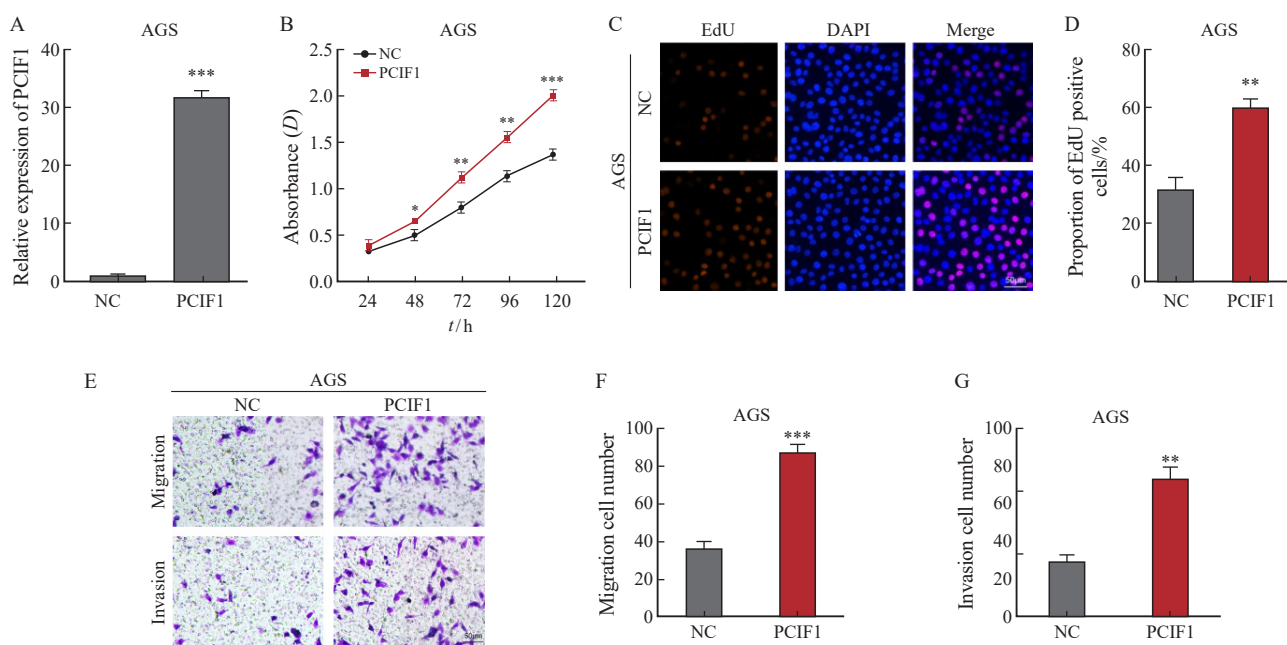 A
AGS
Relative expression of PCIF1
40
30
20
10
0
***
NC
PCIF1
B
AGS
Absorbance (D)
2.5
2.0
1.5
1.0
0.5
0.0
NC
PCIF1
*
**
**
***
24
48
72
96
120
t/h
C
EdU
DAPI
Merge
AGS
NC
PCIF1
50μm
D
AGS
Proportion of EdU positive
cells/%
80
60
40
20
0
**
NC
PCIF1
E
AGS
NC
PCIF1
Migration
Invasion
50μm
F
AGS
Migration cell number
100
80
60
40
20
0
***
NC
PCIF1
G
AGS
Invasion cell number
100
80
60
40
20
0
**
NC
PCIF1